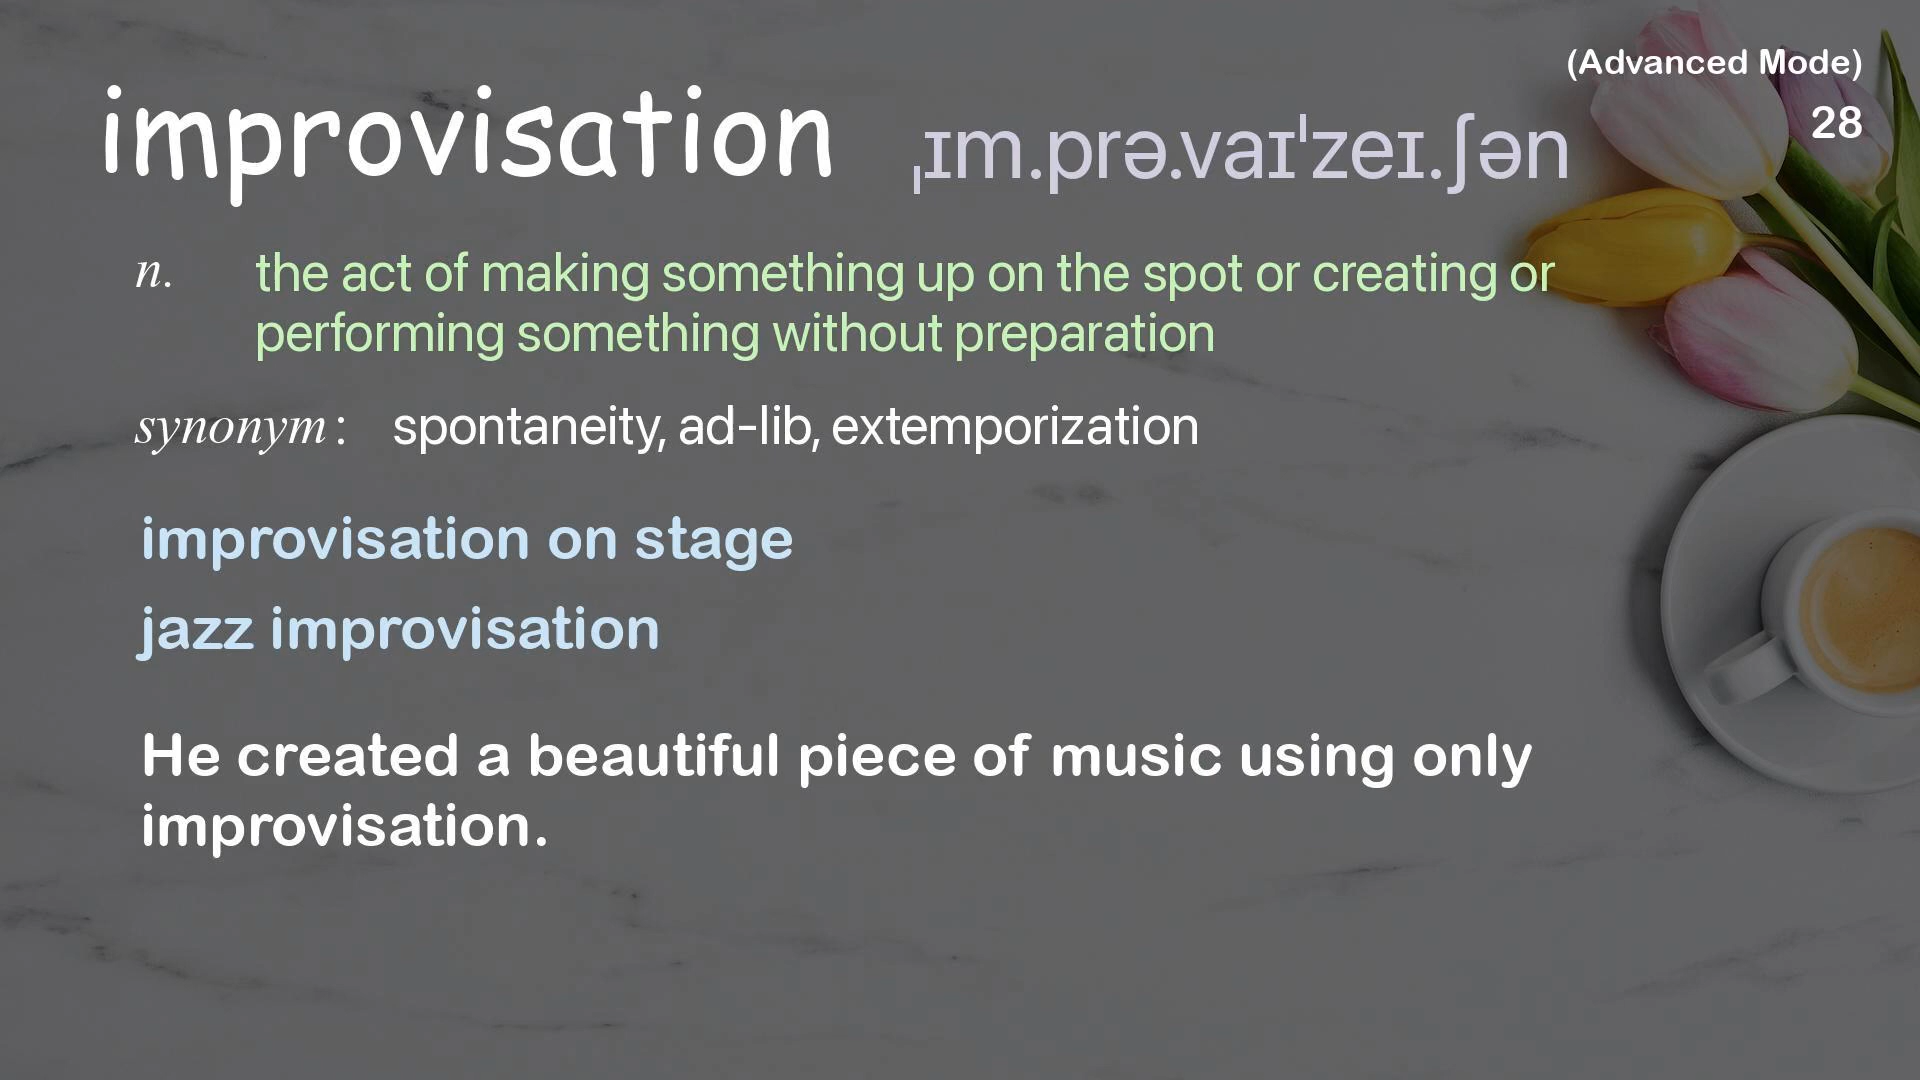 (Advanced Mode)
improvisation ˌɪm.prə.vaɪˈzeɪ.ʃən
28
n. the act of making something up on the spot or creating or
performing something without preparation
synonym : spontaneity, ad-lib, extemporization
improvisation on stage
jazz improvisation
He created a beautiful piece of music using only
improvisation.